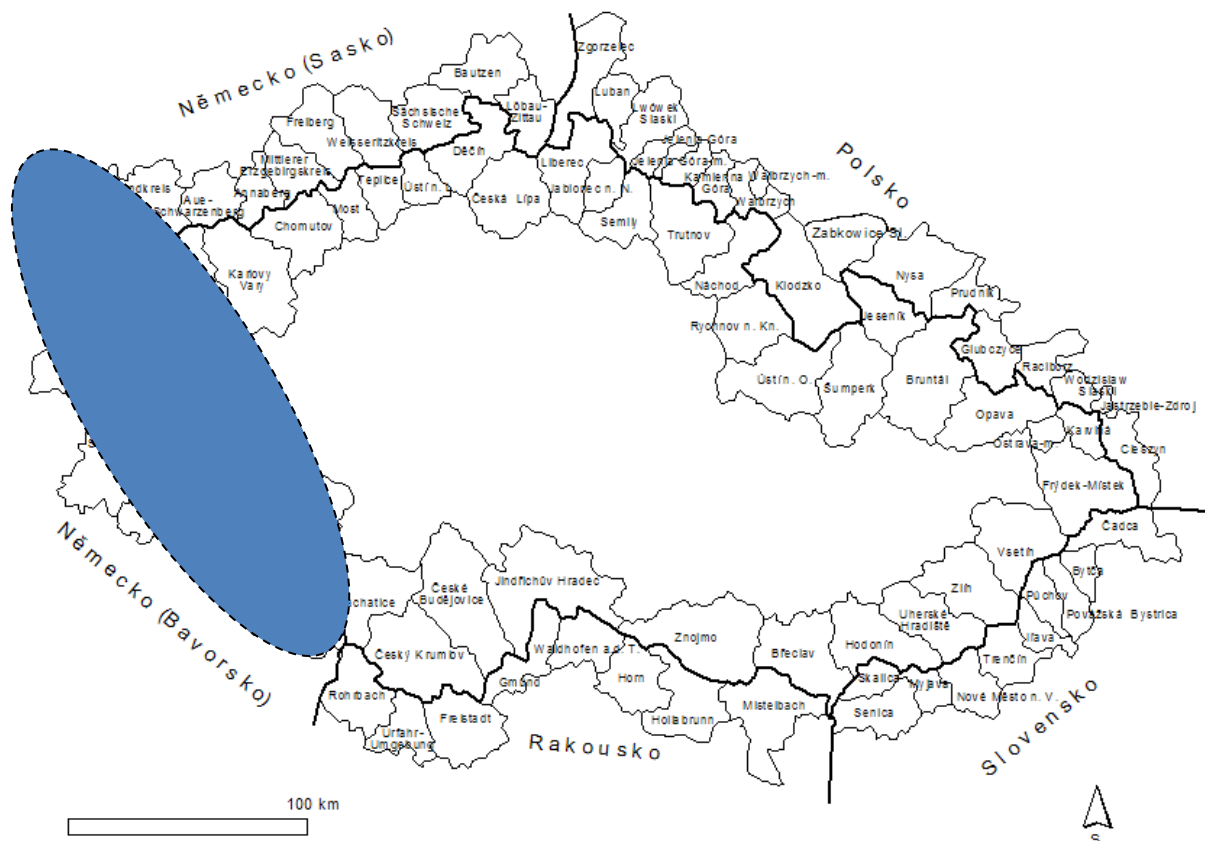 Německo (Sasko)
Zgorzelec
Bautzen
Luban
Löbau-
Zittau
Lwówek
Slaski
Sächsische
Schweiz
Freiberg
Weisseritzkreis
Děčín
Liberec
Jelenia Góra
Jelenia Góra-m.
Kamienna
Góra
Walbrzych-m.
Walbrzych
Polsko
Mittlerer
Erzgebirgskreis
Annaberg
ndkreis
Aue-
Schwarzenberg
Teplice
Ústí n. L.
Česká Lípa
Jablonec n. N.
Semily
Most
Chomutov
Trutnov
Zabkowice Sl.
Karlovy
Vary
Náchod
Klodzko
Nysa
Prudnik
Jeseník
Rychnov n. Kn.
Glubczyce
Raciborz
Ústí n. O.
Šumperk
Bruntál
Wodzislaw
Slaski
Jastrzebie-Zdroj
Opava
Ostrava-m.
Karviná
Cieszyn
Frýdek-Místek
Čadca
Vsetín
Bytča
Německo (Bavorsko)
chatice
České
Budějovice
Jindřichův Hradec
Zlín
Púchov
Považská Bystrica
Uherské
Hradiště
Ilava
Český Krumlov
Waldhofen a.d. T.
Znojmo
Břeclav
Hodonín
Trenčín
Rohrbach
Gmünd
Horn
Skalica
Myjava
Nové Město n. V.
Freistadt
Hollabrunn
Mistelbach
Senica
Urfahr-
Umgebung
Rakousko
Slovensko
100 km
S